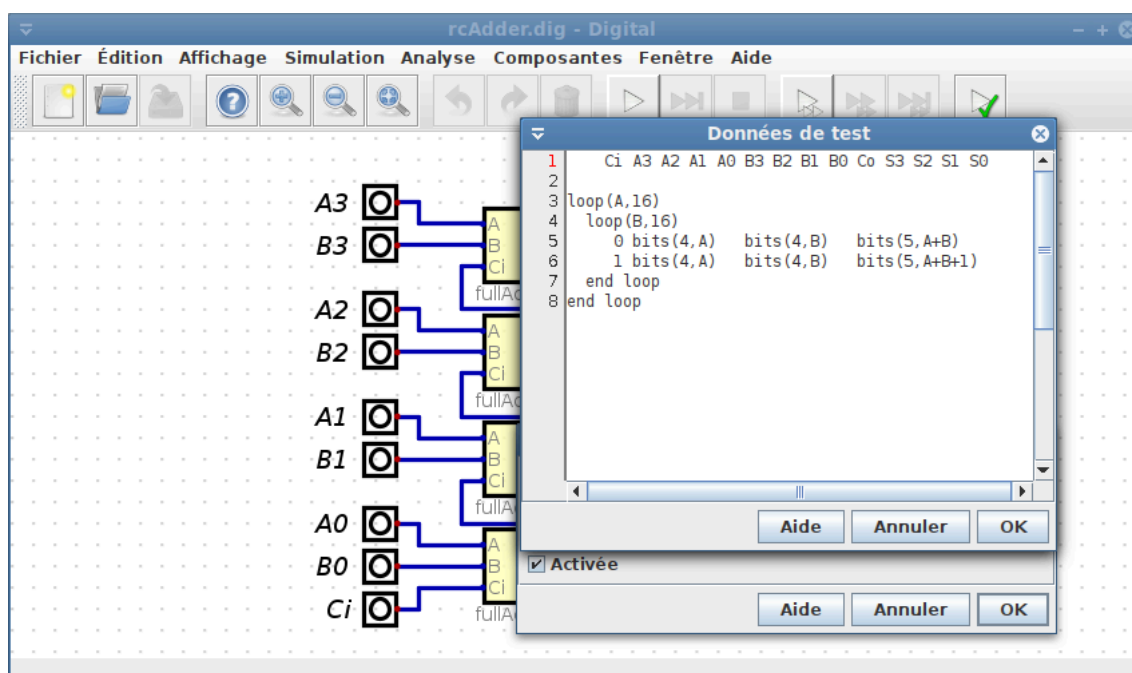 rcAdder.dig - Digital
Fichier Édition Affichage Simulation Analyse Composantes Fenêtre Aide
Données de test
1 Ci A3 A2 A1 A0 B3 B2 B1 B0 Co S3 S2 S1 S0
2
3 loop(A,16)
4 loop(B,16)
5 0 bits(4,A) bits(4,B) bits(5,A+B)
6 1 bits(4,A) bits(4,B) bits(5,A+B+1)
7 end loop
8 end loop
Aide Annuler OK
Activée
Aide Annuler OK
A3
A
B3
B
Ci
A2
A
B2
B
Ci
A1
A
B1
B
Ci
A0
A
B0
B
Ci
Ci